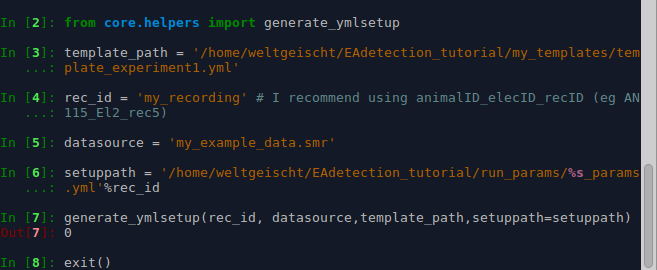 In [2]: from core.helpers import generate_ymlsetup
In [3]: template_path = '/home/weltgeischt/EAdetection_tutorial/my_templates/tem
...: plate_experiment1.yml'
In [4]: rec_id = 'my_recording' # I recommend using animalID_elecID_recID (eg AN
...: 115_El2_rec5)
In [5]: datasource = 'my_example_data.smr'
In [6]: setuppath = '/home/weltgeischt/EAdetection_tutorial/run_params/%s_params
...: .yml'%rec_id
In [7]: generate_ymlsetup(rec_id, datasource,template_path,setuppath=setuppath)
Out[7]: 0
In [8]: exit()